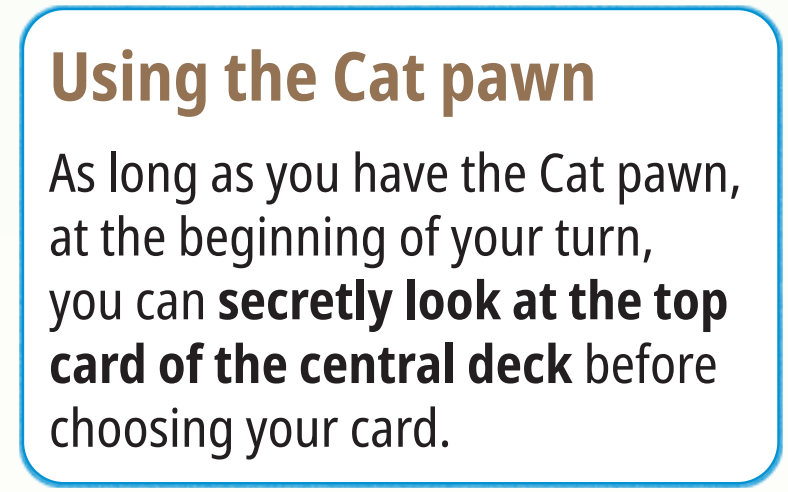 Using the Cat pawn
As long as you have the Cat pawn,
at the beginning of your turn,
you can secretly look at the top
card of the central deck before
choosing your card.